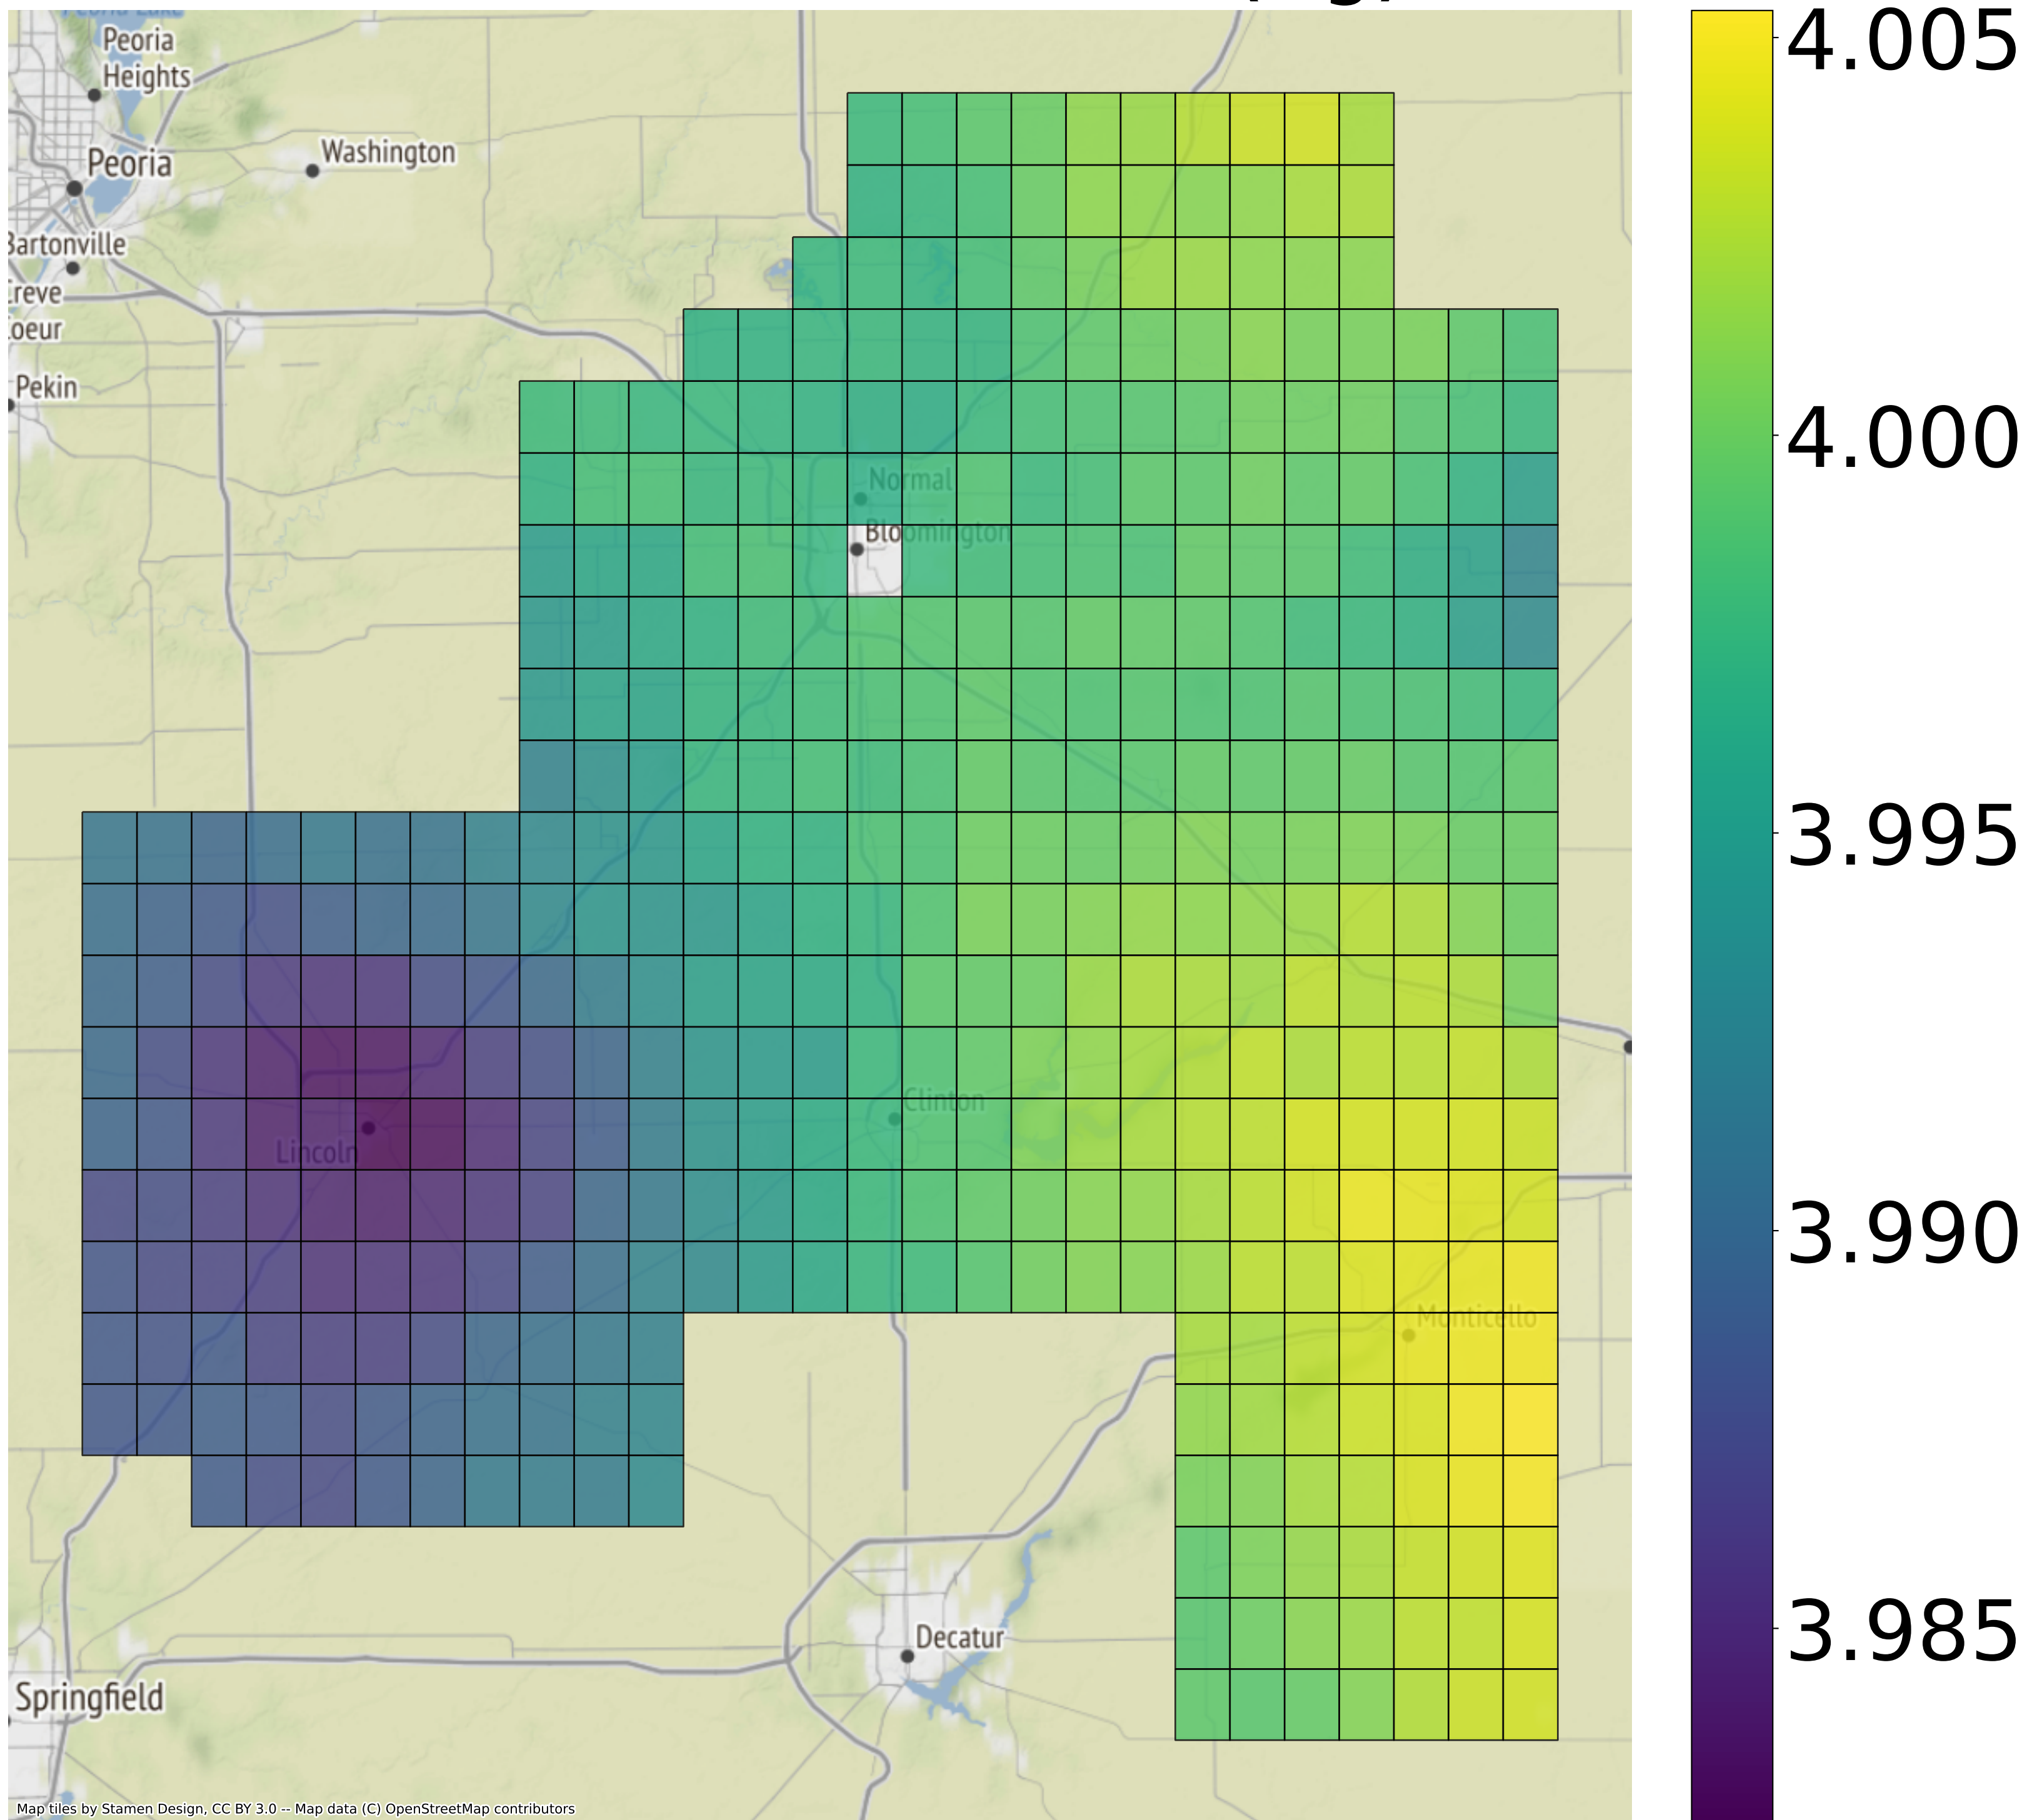 Peoria
Heights
Peoria
Washington
Bartonville
Creve
Coeur
Pekin
Normal
Bloomington
Clinton
Lincoln
Monticello
Decatur
Springfield
4.005
4.000
3.995
3.990
3.985
Map tiles by Stamen Design, CC BY 3.0 -- Map data (C) OpenStreetMap contributors